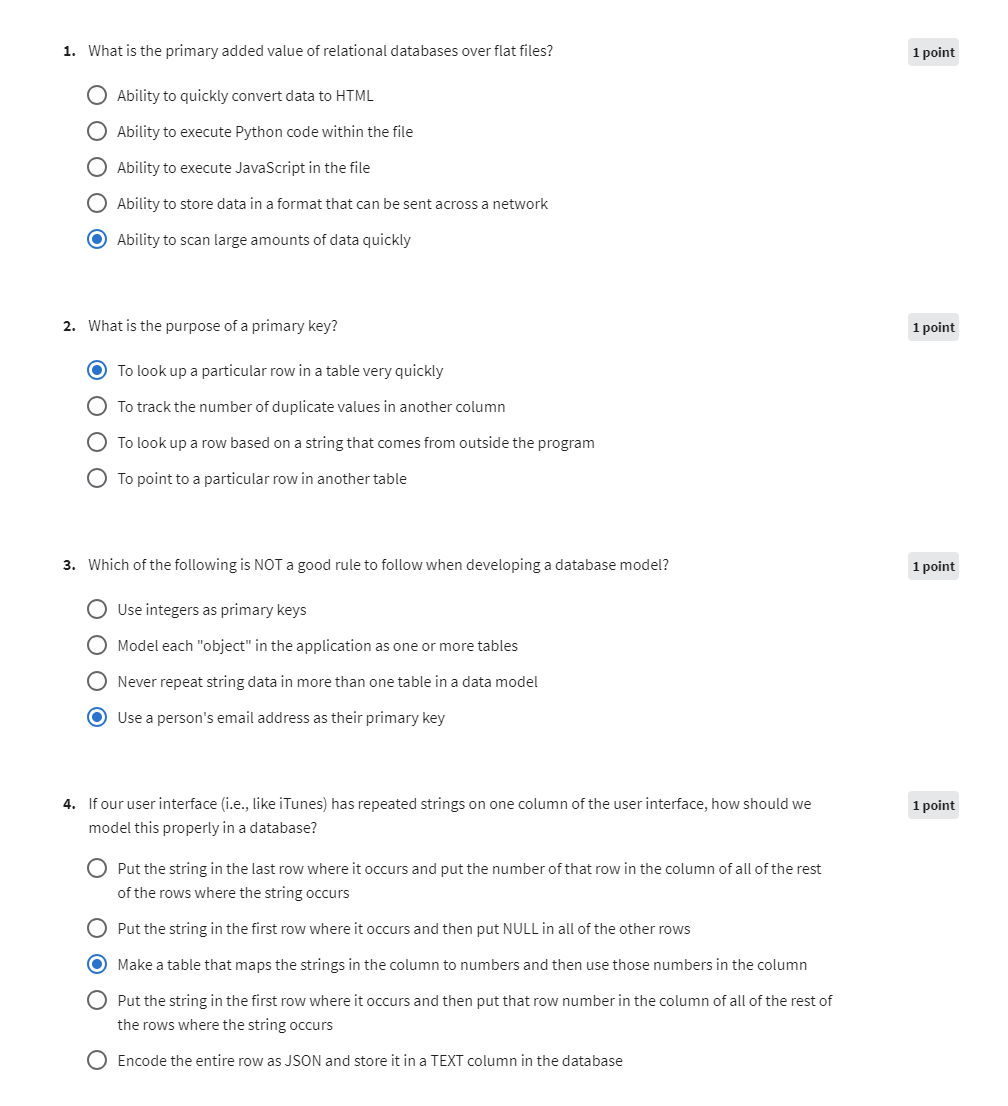 1. What is the primary added value of relational databases over flat files?
1 point
Ability to quickly convert data to HTML
Ability to execute Python code within the file
Ability to execute JavaScript in the file
Ability to store data in a format that can be sent across a network
Ability to scan large amounts of data quickly
2. What is the purpose of a primary key?
1 point
To look up a particular row in a table very quickly
To track the number of duplicate values in another column
To look up a row based on a string that comes from outside the program
To point to a particular row in another table
3. Which of the following is NOT a good rule to follow when developing a database model?
1 point
Use integers as primary keys
Model each "object" in the application as one or more tables
Never repeat string data in more than one table in a data model
Use a person's email address as their primary key
4. If our user interface (i.e., like iTunes) has repeated strings on one column of the user interface, how should we
1 point
model this properly in a database?
Put the string in the last row where it occurs and put the number of that row in the column of all of the rest
of the rows where the string occurs
Put the string in the first row where it occurs and then put NULL in all of the other rows
Make a table that maps the strings in the column to numbers and then use those numbers in the column
Put the string in the first row where it occurs and then put that row number in the column of all of the rest of
the rows where the string occurs
Encode the entire row as JSON and store it in a TEXT column in the database